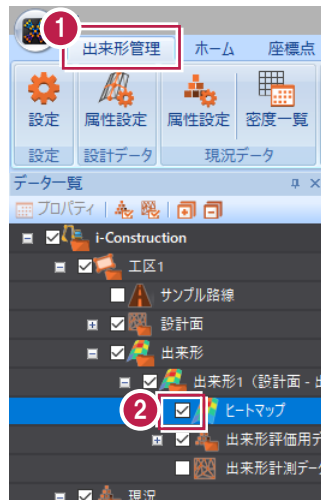 1
出来形管理 ホーム 座標点
設定 属性設定 属性設定 密度一覧
設定 設計データ 現況データ
データ一覧
プロパティ
i-Construction
工区1
サンプル路線
設計面
出来形
出来形1（設計面 - 出
2 ヒートマップ
出来形評価用デ
出来形計測デー
現況